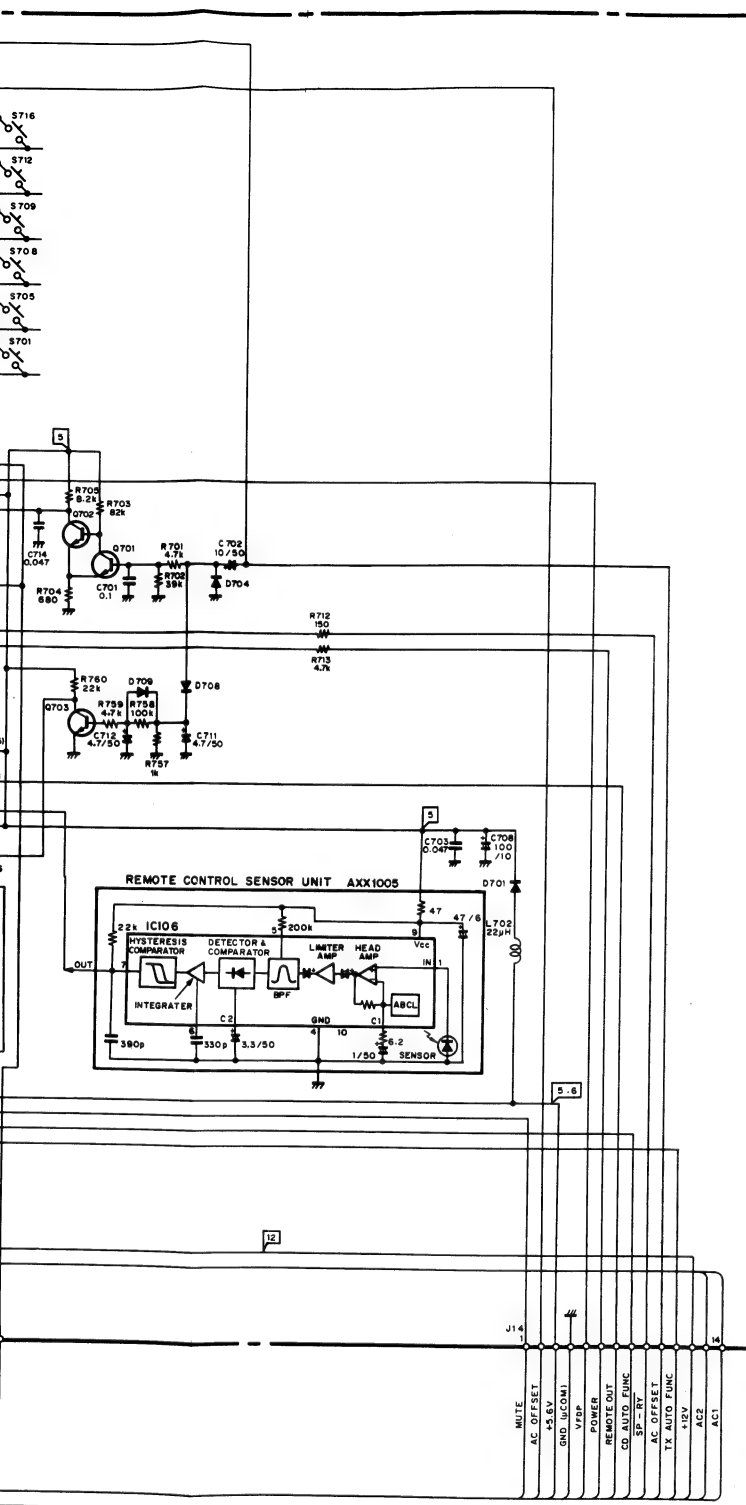 S716
S712
S709
S708
S705
S701
5
R705
8.2k
R703
82k
Q702
C714
0.047
Q701
R701
4.7k
C702
10/50
R702
39k
D704
C701
0.1
R704
680
R712
150
R713
4.7k
R760
22k
D709
D708
Q703
R759
4.7k
R758
100k
C712
4.7/50
C711
4.7/50
R757
1k
5
C703
0.047
C708
100
/10
D701
L702
22µH
REMOTE CONTROL SENSOR UNIT AXX1005
47
47/6
22k
IC106
5
200k
9
Vcc
HYSTERESIS
COMPARATOR
DETECTOR &
COMPARATOR
LIMITER
AMP
HEAD
AMP
IN
1
OUT
7
BPF
ABCL
INTEGRATER
C2
GND
C1
6
4
10
390p
330p
3.3/50
6.2
1/50
SENSOR
5.6
12
J14
1
14
MUTE
AC OFFSET
+5.6V
GND (µCOM)
VFDP
POWER
REMOTE OUT
CD AUTO FUNC
SP-RY
AC OFFSET
TX AUTO FUNC
+12V
AC2
AC1